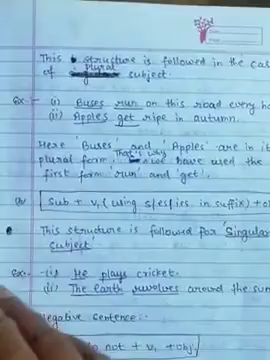 This structure is followed in the cas
of Plural subject.
Ex:- (i) Buses run on this road every h
(ii) Apples get ripe in autumn.
Here 'Buses' and 'Apples' are in it
plural form, That's why we have used the
first form 'run' and 'get'.
Sub + V₁ (using s/es/ies in suffix) + o
This structure is followed for 'Singular
subject'
Ex:- (i) He plays cricket.
(ii) The earth revolves around the sun
Negative sentence:
do not + V₁ + obj.